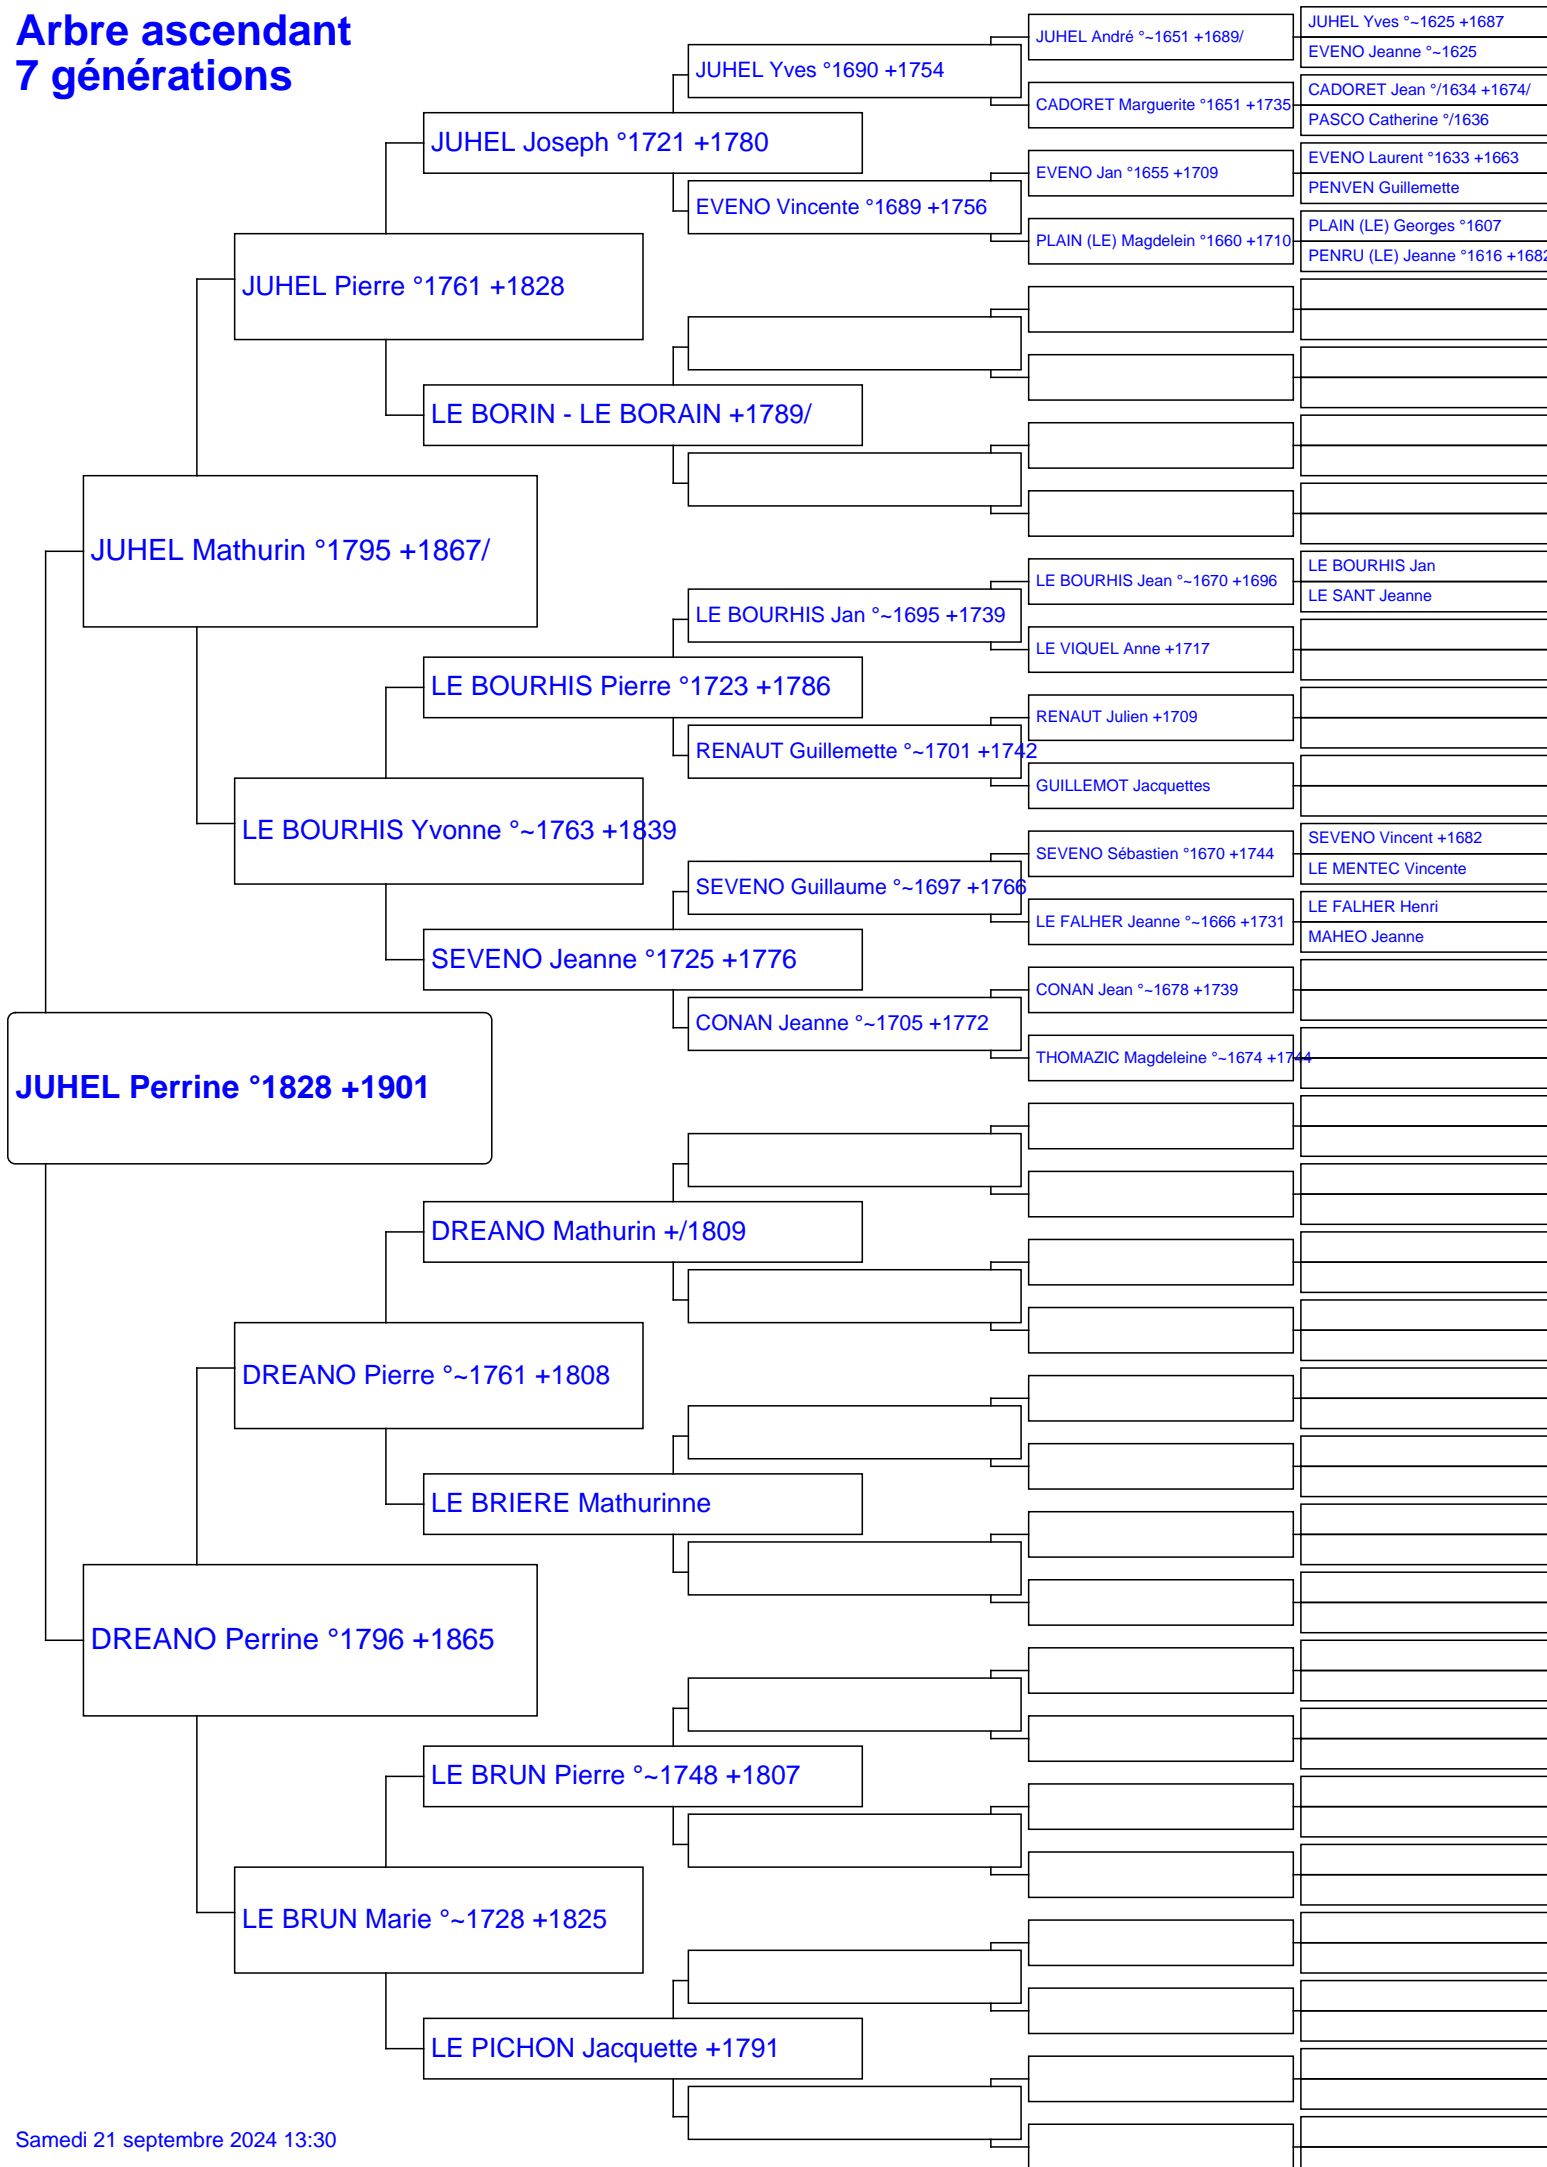 Arbre ascendant
7 générations
JUHEL Perrine °1828 +1901
JUHEL Mathurin °1795 +1867/
DREANO Perrine °1796 +1865
JUHEL Pierre °1761 +1828
LE BOURHIS Yvonne °~1763 +1839
DREANO Pierre °~1761 +1808
LE BRUN Marie °~1728 +1825
JUHEL Joseph °1721 +1780
LE BORIN - LE BORAIN +1789/
LE BOURHIS Pierre °1723 +1786
SEVENO Jeanne °1725 +1776
DREANO Mathurin +/1809
LE BRIERE Mathurinne
LE BRUN Pierre °~1748 +1807
LE PICHON Jacquette +1791
JUHEL Yves °1690 +1754
EVENO Vincente °1689 +1756
LE BOURHIS Jan °~1695 +1739
RENAUT Guillemette °~1701 +1742
SEVENO Guillaume °~1697 +1766
CONAN Jeanne °~1705 +1772
JUHEL André °~1651 +1689/
CADORET Marguerite °1651 +1735
EVENO Jan °1655 +1709
PLAIN (LE) Magdelein °1660 +1710
LE BOURHIS Jean °~1670 +1696
LE VIQUEL Anne +1717
RENAUT Julien +1709
GUILLEMOT Jacquettes
SEVENO Sébastien °1670 +1744
LE FALHER Jeanne °~1666 +1731
CONAN Jean °~1678 +1739
THOMAZIC Magdeleine °~1674 +1744
JUHEL Yves °~1625 +1687
EVENO Jeanne °~1625
CADORET Jean °/1634 +1674/
PASCO Catherine °/1636
EVENO Laurent °1633 +1663
PENVEN Guillemette
PLAIN (LE) Georges °1607
PENRU (LE) Jeanne °1616 +1682
LE BOURHIS Jan
LE SANT Jeanne
SEVENO Vincent +1682
LE MENTEC Vincente
LE FALHER Henri
MAHEO Jeanne
Samedi 21 septembre 2024 13:30